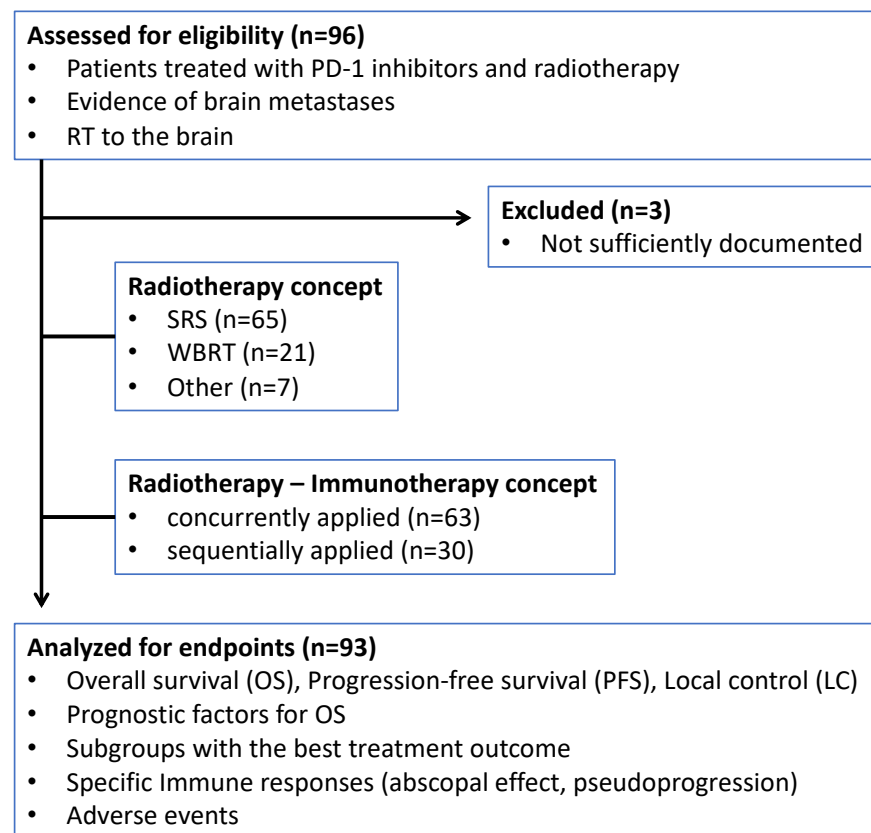 Assessed for eligibility (n=96)
• Patients treated with PD-1 inhibitors and radiotherapy
• Evidence of brain metastases
• RT to the brain
Excluded (n=3)
• Not sufficiently documented
Radiotherapy concept
• SRS (n=65)
• WBRT (n=21)
• Other (n=7)
Radiotherapy – Immunotherapy concept
• concurrently applied (n=63)
• sequentially applied (n=30)
Analyzed for endpoints (n=93)
• Overall survival (OS), Progression-free survival (PFS), Local control (LC)
• Prognostic factors for OS
• Subgroups with the best treatment outcome
• Specific Immune responses (abscopal effect, pseudoprogression)
• Adverse events